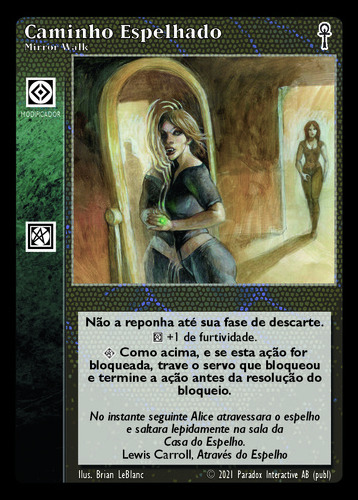 Caminho Espelhado
Mirror Walk
MODIFICADOR
Não a reponha até sua fase de descarte.
+1 de furtividade.
Como acima, e se esta ação for
bloqueada, trave o servo que bloqueou
e termine a ação antes da resolução do
bloqueio.
No instante seguinte Alice atravessara o espelho
e saltara lepidamente na sala da
Casa do Espelho.
Lewis Carroll, Através do Espelho
Ilus. Brian LeBlanc
© 2021 Paradox Interactive AB (publ)